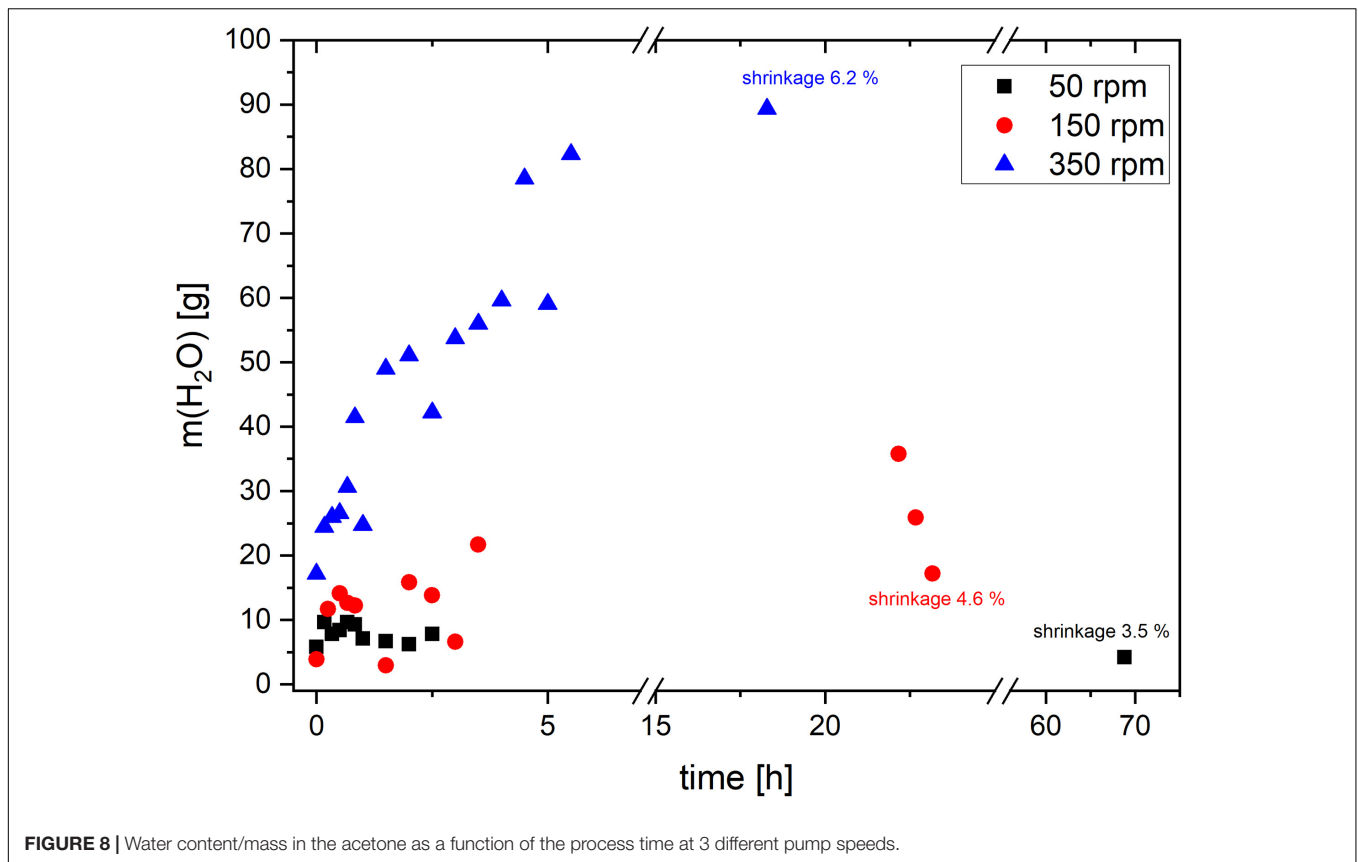 100
90
80
70
60
50
40
30
20
10
0
m(H₂O) [g]
shrinkage 6.2 %
50 rpm
150 rpm
350 rpm
shrinkage 4.6 %
shrinkage 3.5 %
0 5 15 20 60 70
time [h]
FIGURE 8 | Water content/mass in the acetone as a function of the process time at 3 different pump speeds.